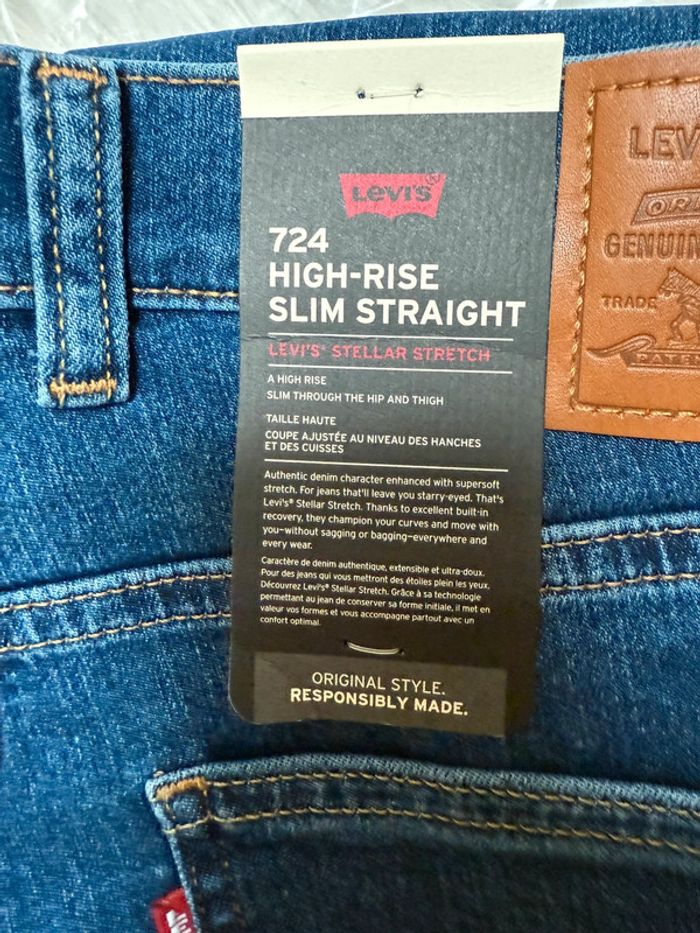 LEVI'S
724
HIGH-RISE
SLIM STRAIGHT
LEVI'S® STELLAR STRETCH
A HIGH RISE
SLIM THROUGH THE HIP AND THIGH
TAILLE HAUTE
COUPE AJUSTÉE AU NIVEAU DES HANCHES
ET DES CUISSES
Authentic denim character enhanced with supersoft
stretch. For jeans that'll leave you starry-eyed. That's
Levi's® Stellar Stretch. Thanks to excellent built-in
recovery, they champion your curves and move with
you—without sagging or bagging—everywhere and
every wear.
Caractère de denim authentique, extensible et ultra-doux.
Pour des jeans qui vous mettront des étoiles plein les yeux.
Découvrez Levi's® Stellar Stretch. Grâce à sa technologie
permettant au jean de conserver sa forme initiale, il met en
valeur vos formes et vous accompagne partout avec un
confort optimal.
ORIGINAL STYLE.
RESPONSIBLY MADE.
LEV
OR
GENUIN
TRADE
PATE